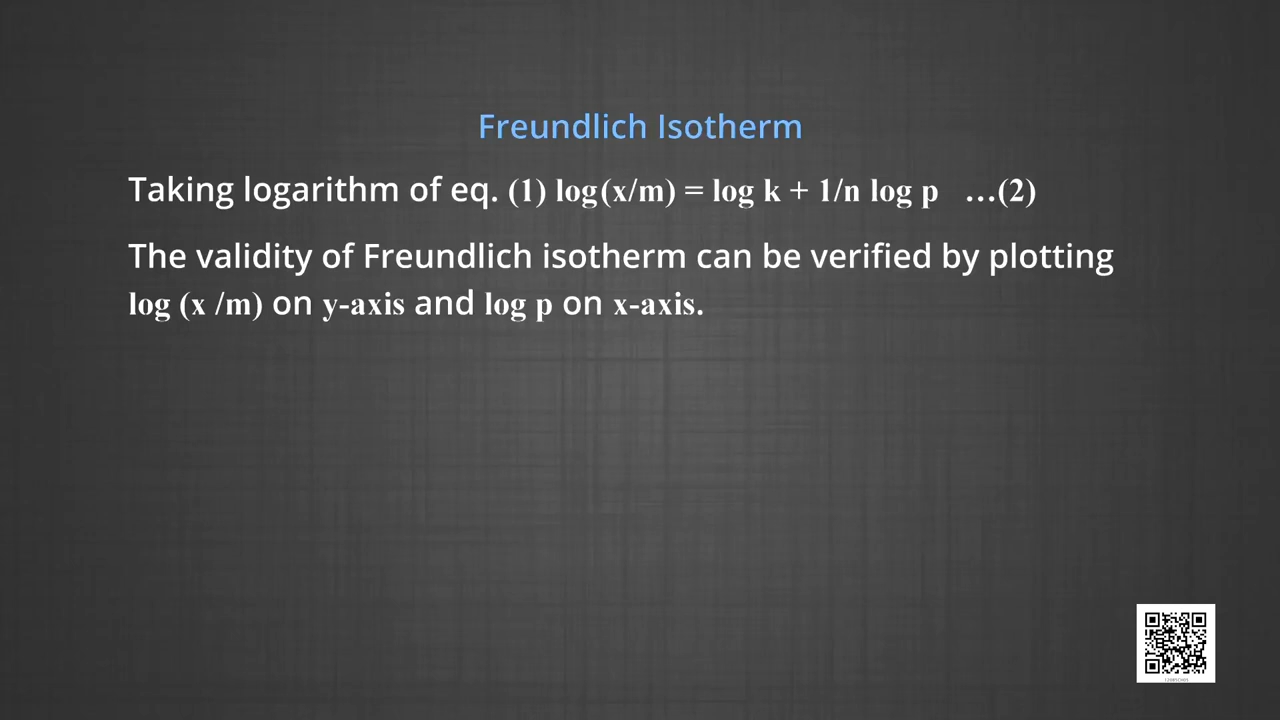 Freundlich Isotherm
Taking logarithm of eq. (1) log(x/m) = log k + 1/n log p …(2)
The validity of Freundlich isotherm can be verified by plotting
log (x /m) on y-axis and log p on x-axis.